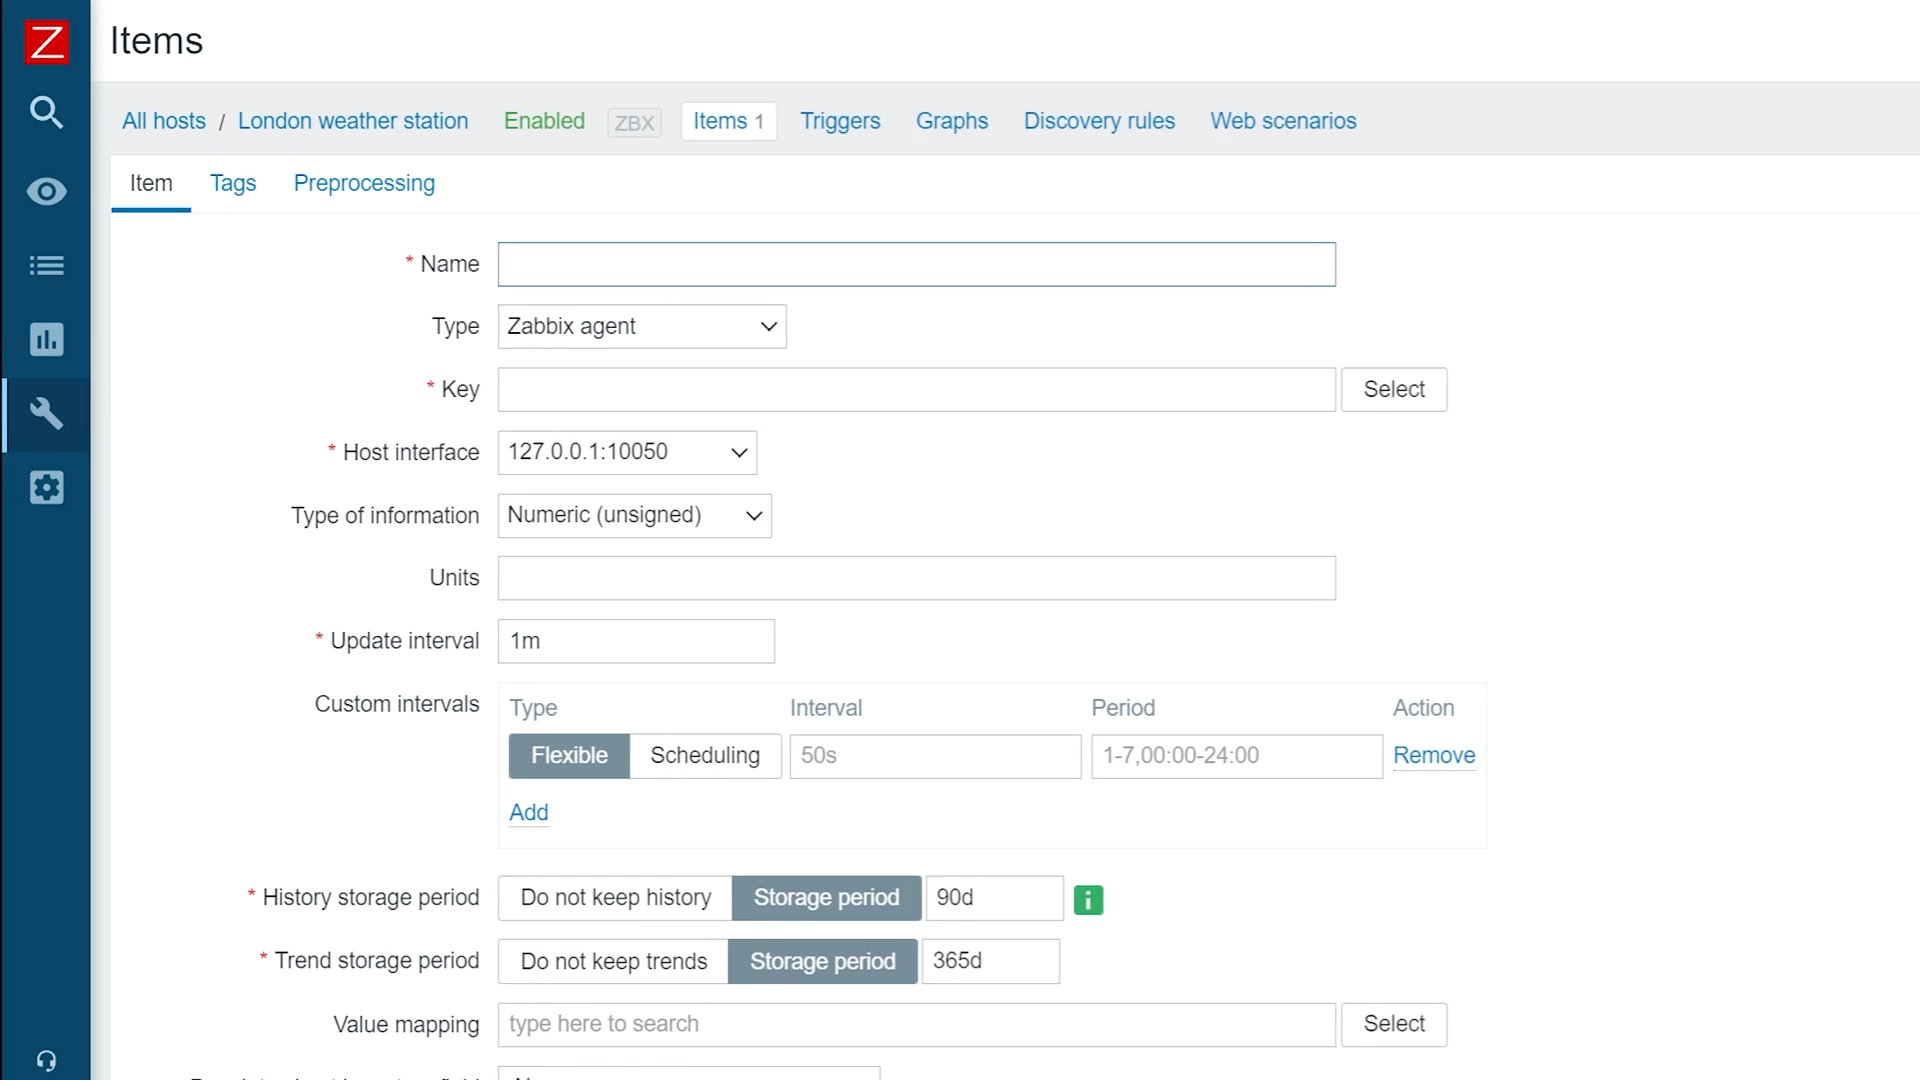 Z
Items
All hosts / London weather station Enabled ZBX Items 1 Triggers Graphs Discovery rules Web scenarios
Item Tags Preprocessing
* Name
Type Zabbix agent
* Key Select
* Host interface 127.0.0.1:10050
Type of information Numeric (unsigned)
Units
* Update interval 1m
Custom intervals Type Interval Period Action
Flexible Scheduling 50s 1-7,00:00-24:00 Remove
Add
* History storage period Do not keep history Storage period 90d i
* Trend storage period Do not keep trends Storage period 365d
Value mapping type here to search Select